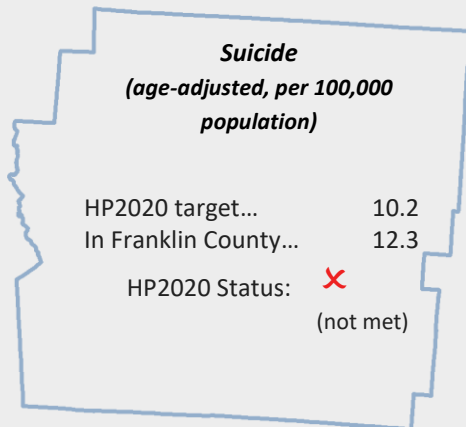 Suicide
(age-adjusted, per 100,000
population)
HP2020 target… 10.2
In Franklin County… 12.3
HP2020 Status: ✗
(not met)